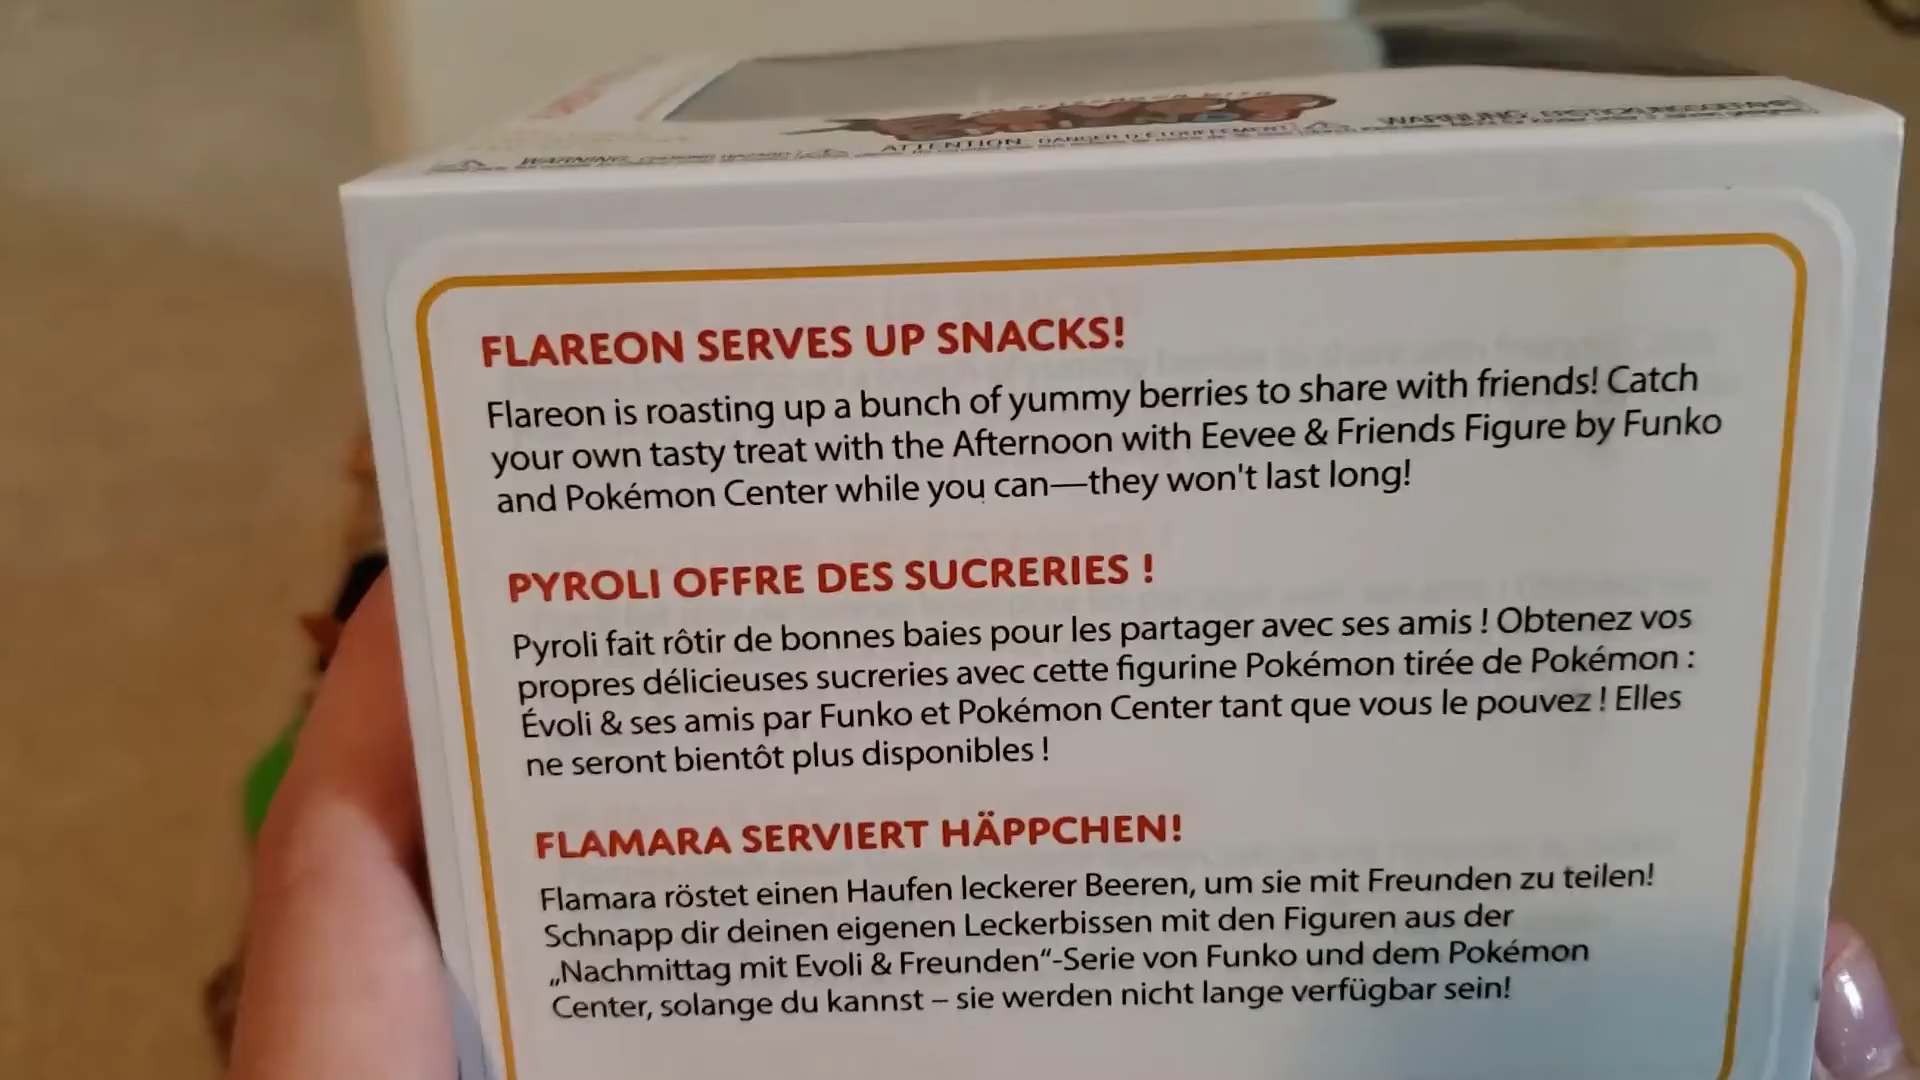 WARNING: CHOKING HAZARD
ATTENTION: DANGER D'ÉTOUFFEMENT
WARNUNG: ERSTICKUNGSGEFAHR
FLAREON SERVES UP SNACKS!
Flareon is roasting up a bunch of yummy berries to share with friends! Catch
your own tasty treat with the Afternoon with Eevee & Friends Figure by Funko
and Pokémon Center while you can—they won't last long!
PYROLI OFFRE DES SUCRERIES !
Pyroli fait rôtir de bonnes baies pour les partager avec ses amis ! Obtenez vos
propres délicieuses sucreries avec cette figurine Pokémon tirée de Pokémon :
Évoli & ses amis par Funko et Pokémon Center tant que vous le pouvez ! Elles
ne seront bientôt plus disponibles !
FLAMARA SERVIERT HÄPPCHEN!
Flamara röstet einen Haufen leckerer Beeren, um sie mit Freunden zu teilen!
Schnapp dir deinen eigenen Leckerbissen mit den Figuren aus der
„Nachmittag mit Evoli & Freunden“-Serie von Funko und dem Pokémon
Center, solange du kannst – sie werden nicht lange verfügbar sein!